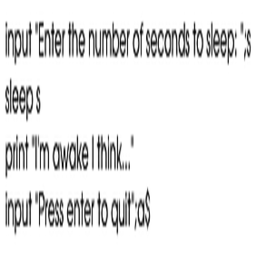 input "Enter the number of seconds to sleep: ";s
sleep s
print "I'm awake I think..."
input "Press enter to quit";a$